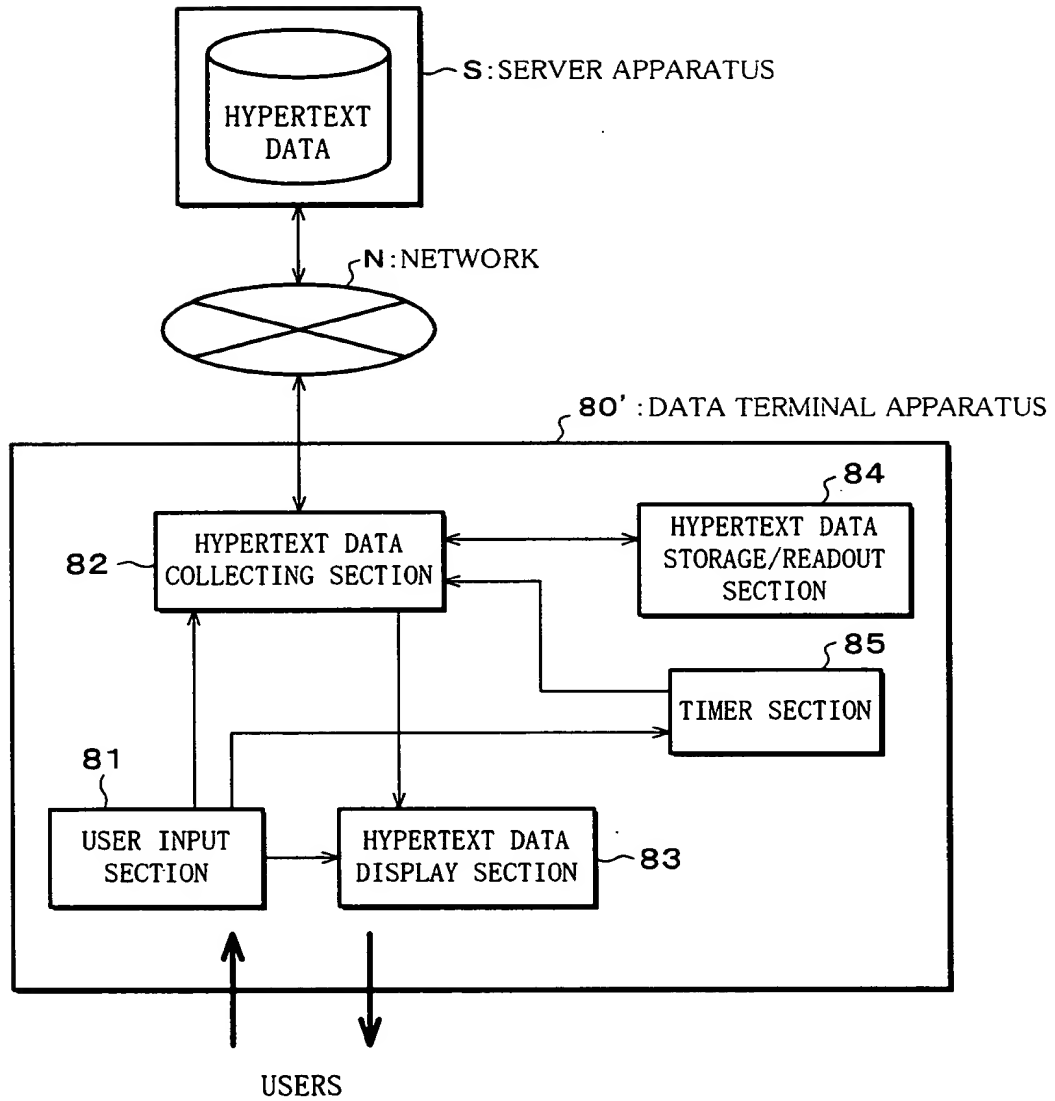 S:SERVER APPARATUS
HYPERTEXT
DATA
N:NETWORK
80':DATA TERMINAL APPARATUS
84
HYPERTEXT DATA
STORAGE/READOUT
SECTION
82
HYPERTEXT DATA
COLLECTING SECTION
85
TIMER SECTION
81
USER INPUT
SECTION
HYPERTEXT DATA
DISPLAY SECTION
83
USERS